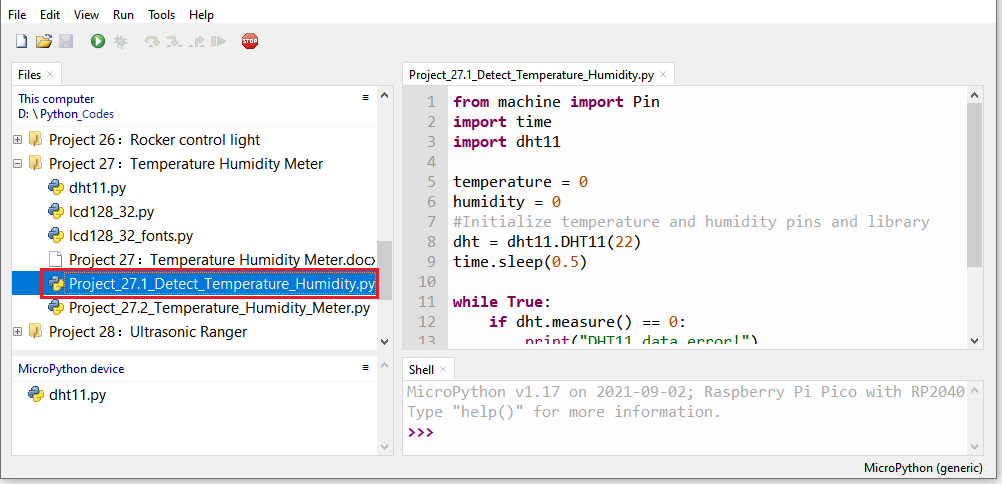 File Edit View Run Tools Help
STOP
Files
This computer
D: \Python_Codes
Project 26：Rocker control light
Project 27：Temperature Humidity Meter
dht11.py
lcd128_32.py
lcd128_32_fonts.py
Project 27：Temperature Humidity Meter.docx
Project_27.1_Detect_Temperature_Humidity.py
Project_27.2_Temperature_Humidity_Meter.py
Project 28：Ultrasonic Ranger
MicroPython device
dht11.py
Project_27.1_Detect_Temperature_Humidity.py
1 from machine import Pin
2 import time
3 import dht11
4
5 temperature = 0
6 humidity = 0
7 #Initialize temperature and humidity pins and library
8 dht = dht11.DHT11(22)
9 time.sleep(0.5)
10
11 while True:
12 if dht.measure() == 0:
13 print("DHT11 data error!")
Shell
MicroPython v1.17 on 2021-09-02; Raspberry Pi Pico with RP2040
Type "help()" for more information.
>>>
MicroPython (generic)